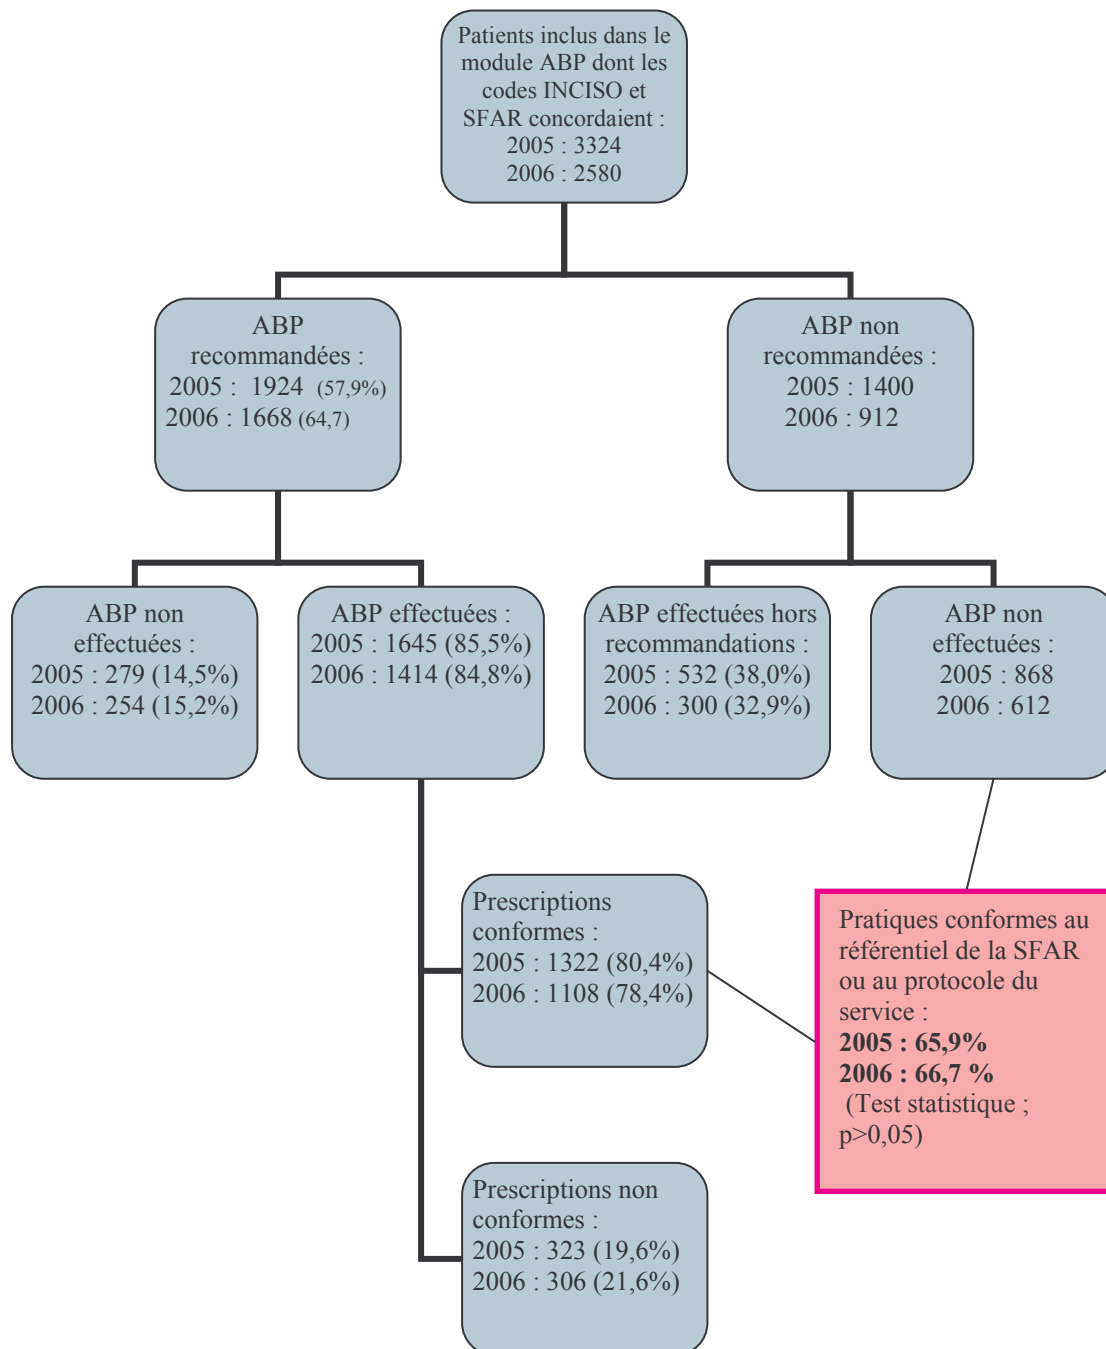 Patients inclus dans le
module ABP dont les
codes INCISO et
SFAR concordaient :
2005 : 3324
2006 : 2580
ABP
recommandées :
2005 : 1924 (57,9%)
2006 : 1668 (64,7)
ABP non
recommandées :
2005 : 1400
2006 : 912
ABP non
effectuées :
2005 : 279 (14,5%)
2006 : 254 (15,2%)
ABP effectuées :
2005 : 1645 (85,5%)
2006 : 1414 (84,8%)
ABP effectuées hors
recommandations :
2005 : 532 (38,0%)
2006 : 300 (32,9%)
ABP non
effectuées :
2005 : 868
2006 : 612
Prescriptions
conformes :
2005 : 1322 (80,4%)
2006 : 1108 (78,4%)
Pratiques conformes au
référentiel de la SFAR
ou au protocole du
service :
2005 : 65,9%
2006 : 66,7 %
(Test statistique ;
p>0,05)
Prescriptions non
conformes :
2005 : 323 (19,6%)
2006 : 306 (21,6%)